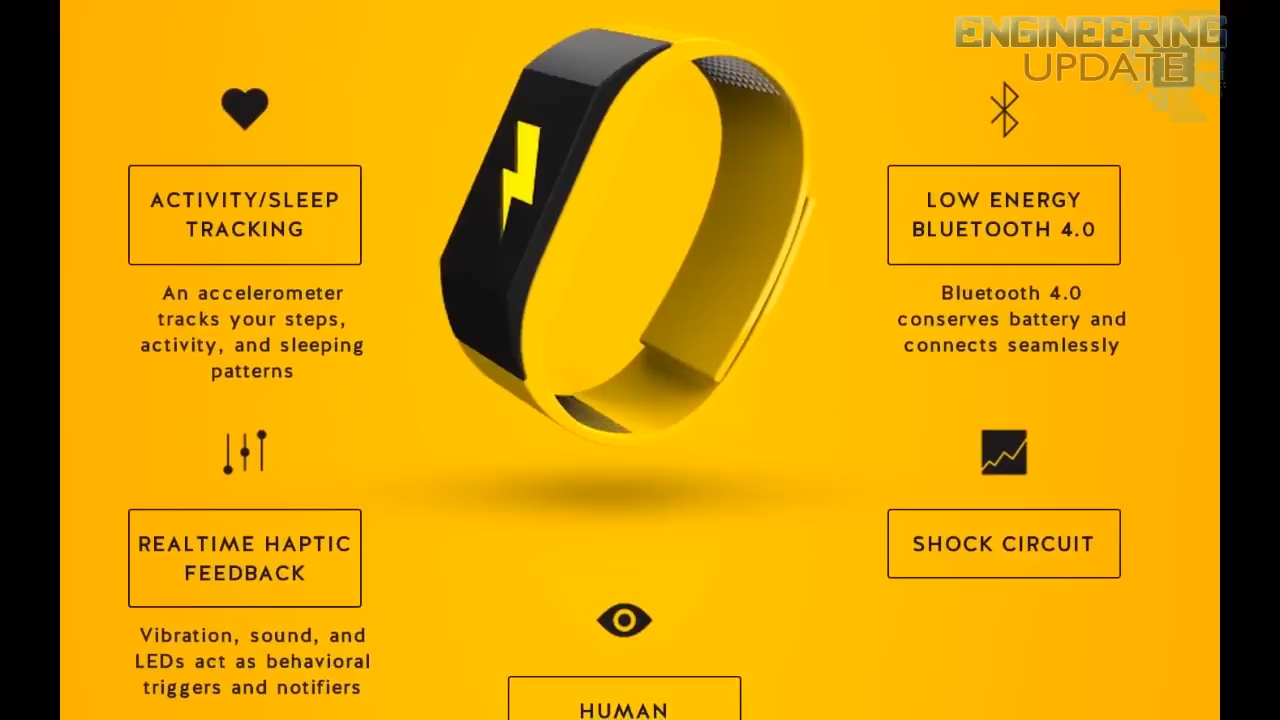 ENGINEERING
UPDATE
ACTIVITY/SLEEP
TRACKING
An accelerometer
tracks your steps,
activity, and sleeping
patterns
LOW ENERGY
BLUETOOTH 4.0
Bluetooth 4.0
conserves battery and
connects seamlessly
REALTIME HAPTIC
FEEDBACK
Vibration, sound, and
LEDs act as behavioral
triggers and notifiers
SHOCK CIRCUIT
HUMAN